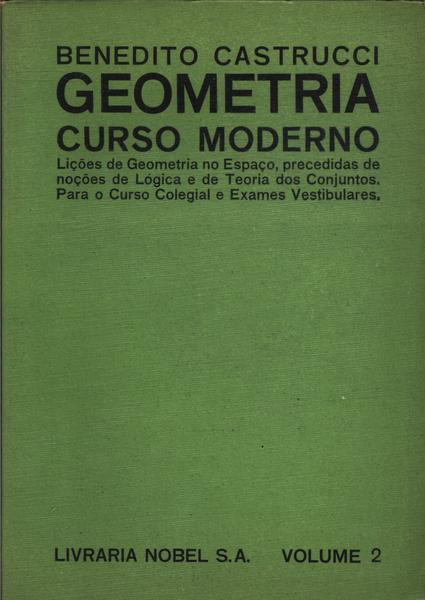 BENEDITO CASTRUCCI
GEOMETRIA
CURSO MODERNO
Lições de Geometria no Espaço, precedidas de
noções de Lógica e de Teoria dos Conjuntos.
Para o Curso Colegial e Exames Vestibulares.
LIVRARIA NOBEL S.A. VOLUME 2